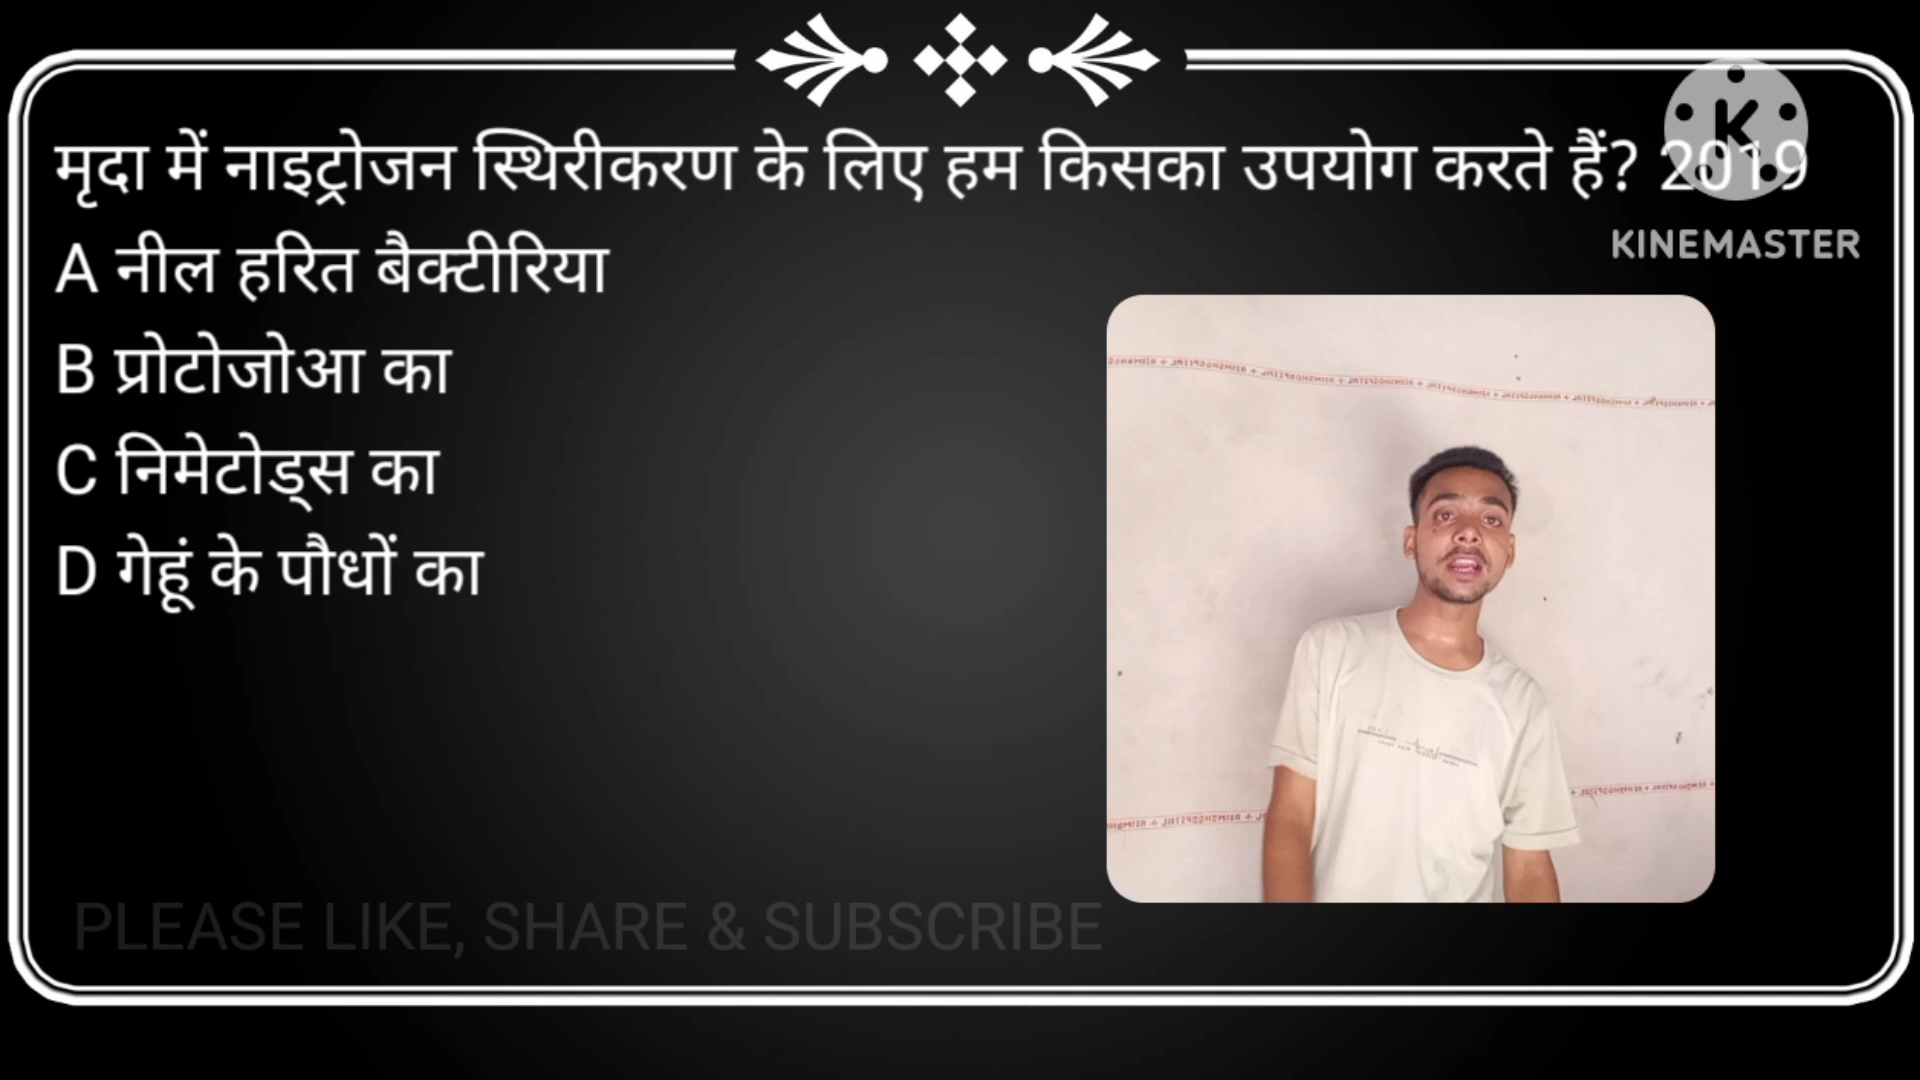 मृदा में नाइट्रोजन स्थिरीकरण के लिए हम किसका उपयोग करते हैं? 2019
A नील हरित बैक्टीरिया
B प्रोटोजोआ का
C निमेटोड्स का
D गेहूं के पौधों का
K
KINEMASTER
PLEASE LIKE, SHARE & SUBSCRIBE